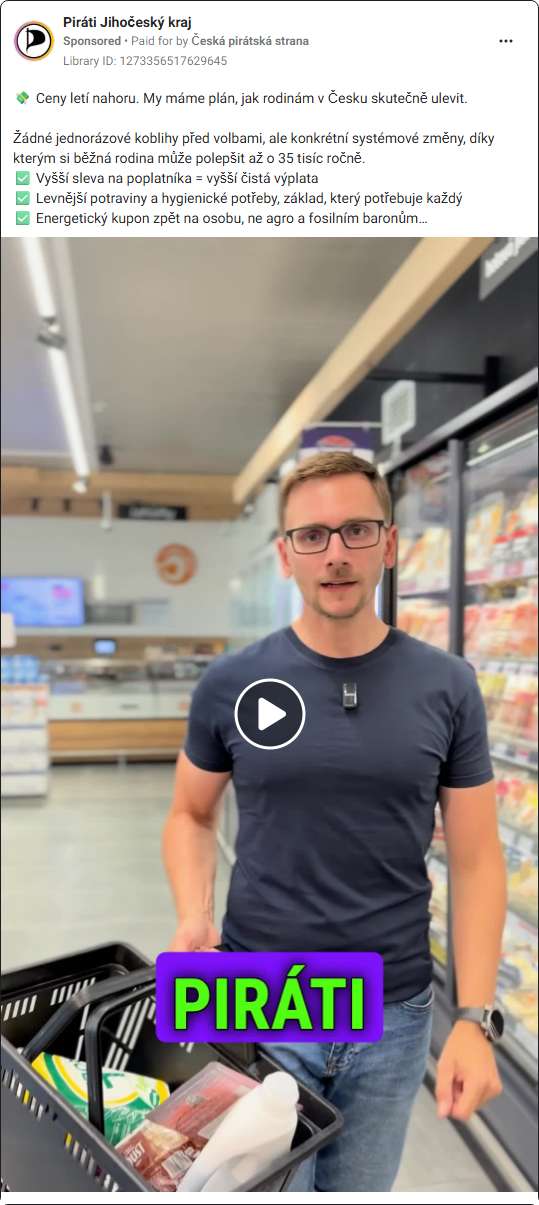 Piráti Jihočeský kraj
Sponsored • Paid for by Česká pirátská strana
Library ID: 1273356517629645
💸 Ceny letí nahoru. My máme plán, jak rodinám v Česku skutečně ulevit.
Žádné jednorázové koblihy před volbami, ale konkrétní systémové změny, díky
kterým si běžná rodina může polepšit až o 35 tisíc ročně.
✅ Vyšší sleva na poplatníka = vyšší čistá výplata
✅ Levnější potraviny a hygienické potřeby, základ, který potřebuje každý
✅ Energetický kupon zpět na osobu, ne agro a fosilním baronům…
PIRÁTI